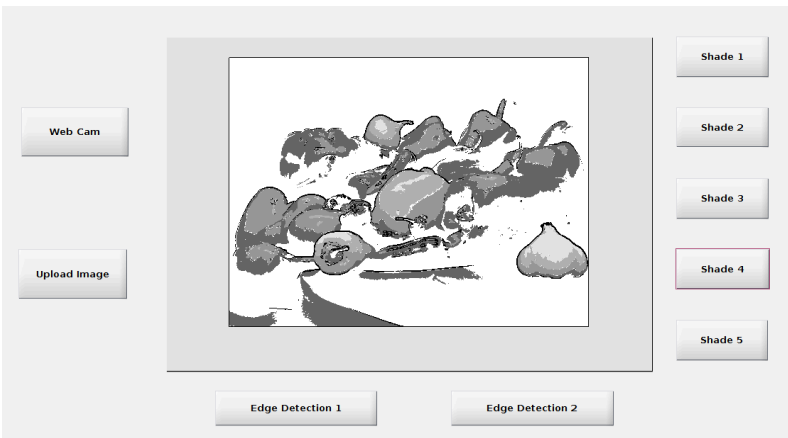 Shade 1
Web Cam
Shade 2
Shade 3
Upload Image
Shade 4
Shade 5
Edge Detection 1
Edge Detection 2